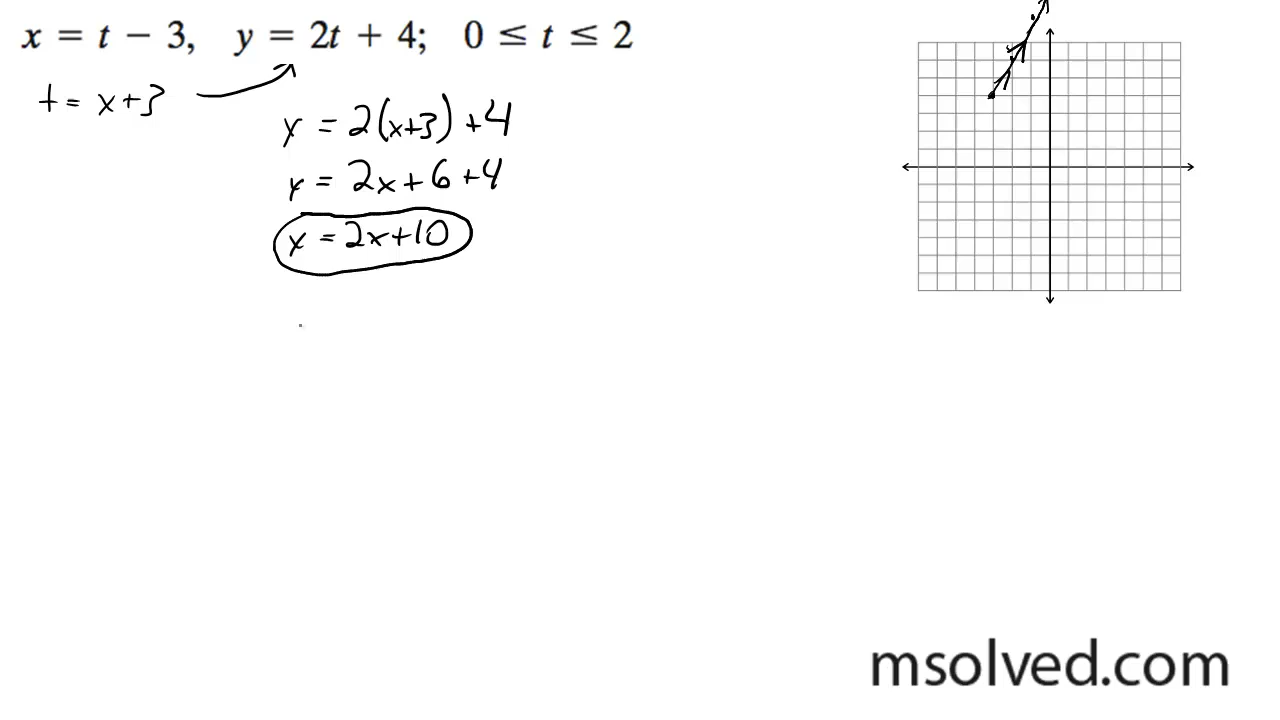 x = t − 3, y = 2t + 4; 0 ≤ t ≤ 2
t = x+3
y = 2(x+3) +4
y = 2x + 6 +4
y = 2x+10
msolved.com